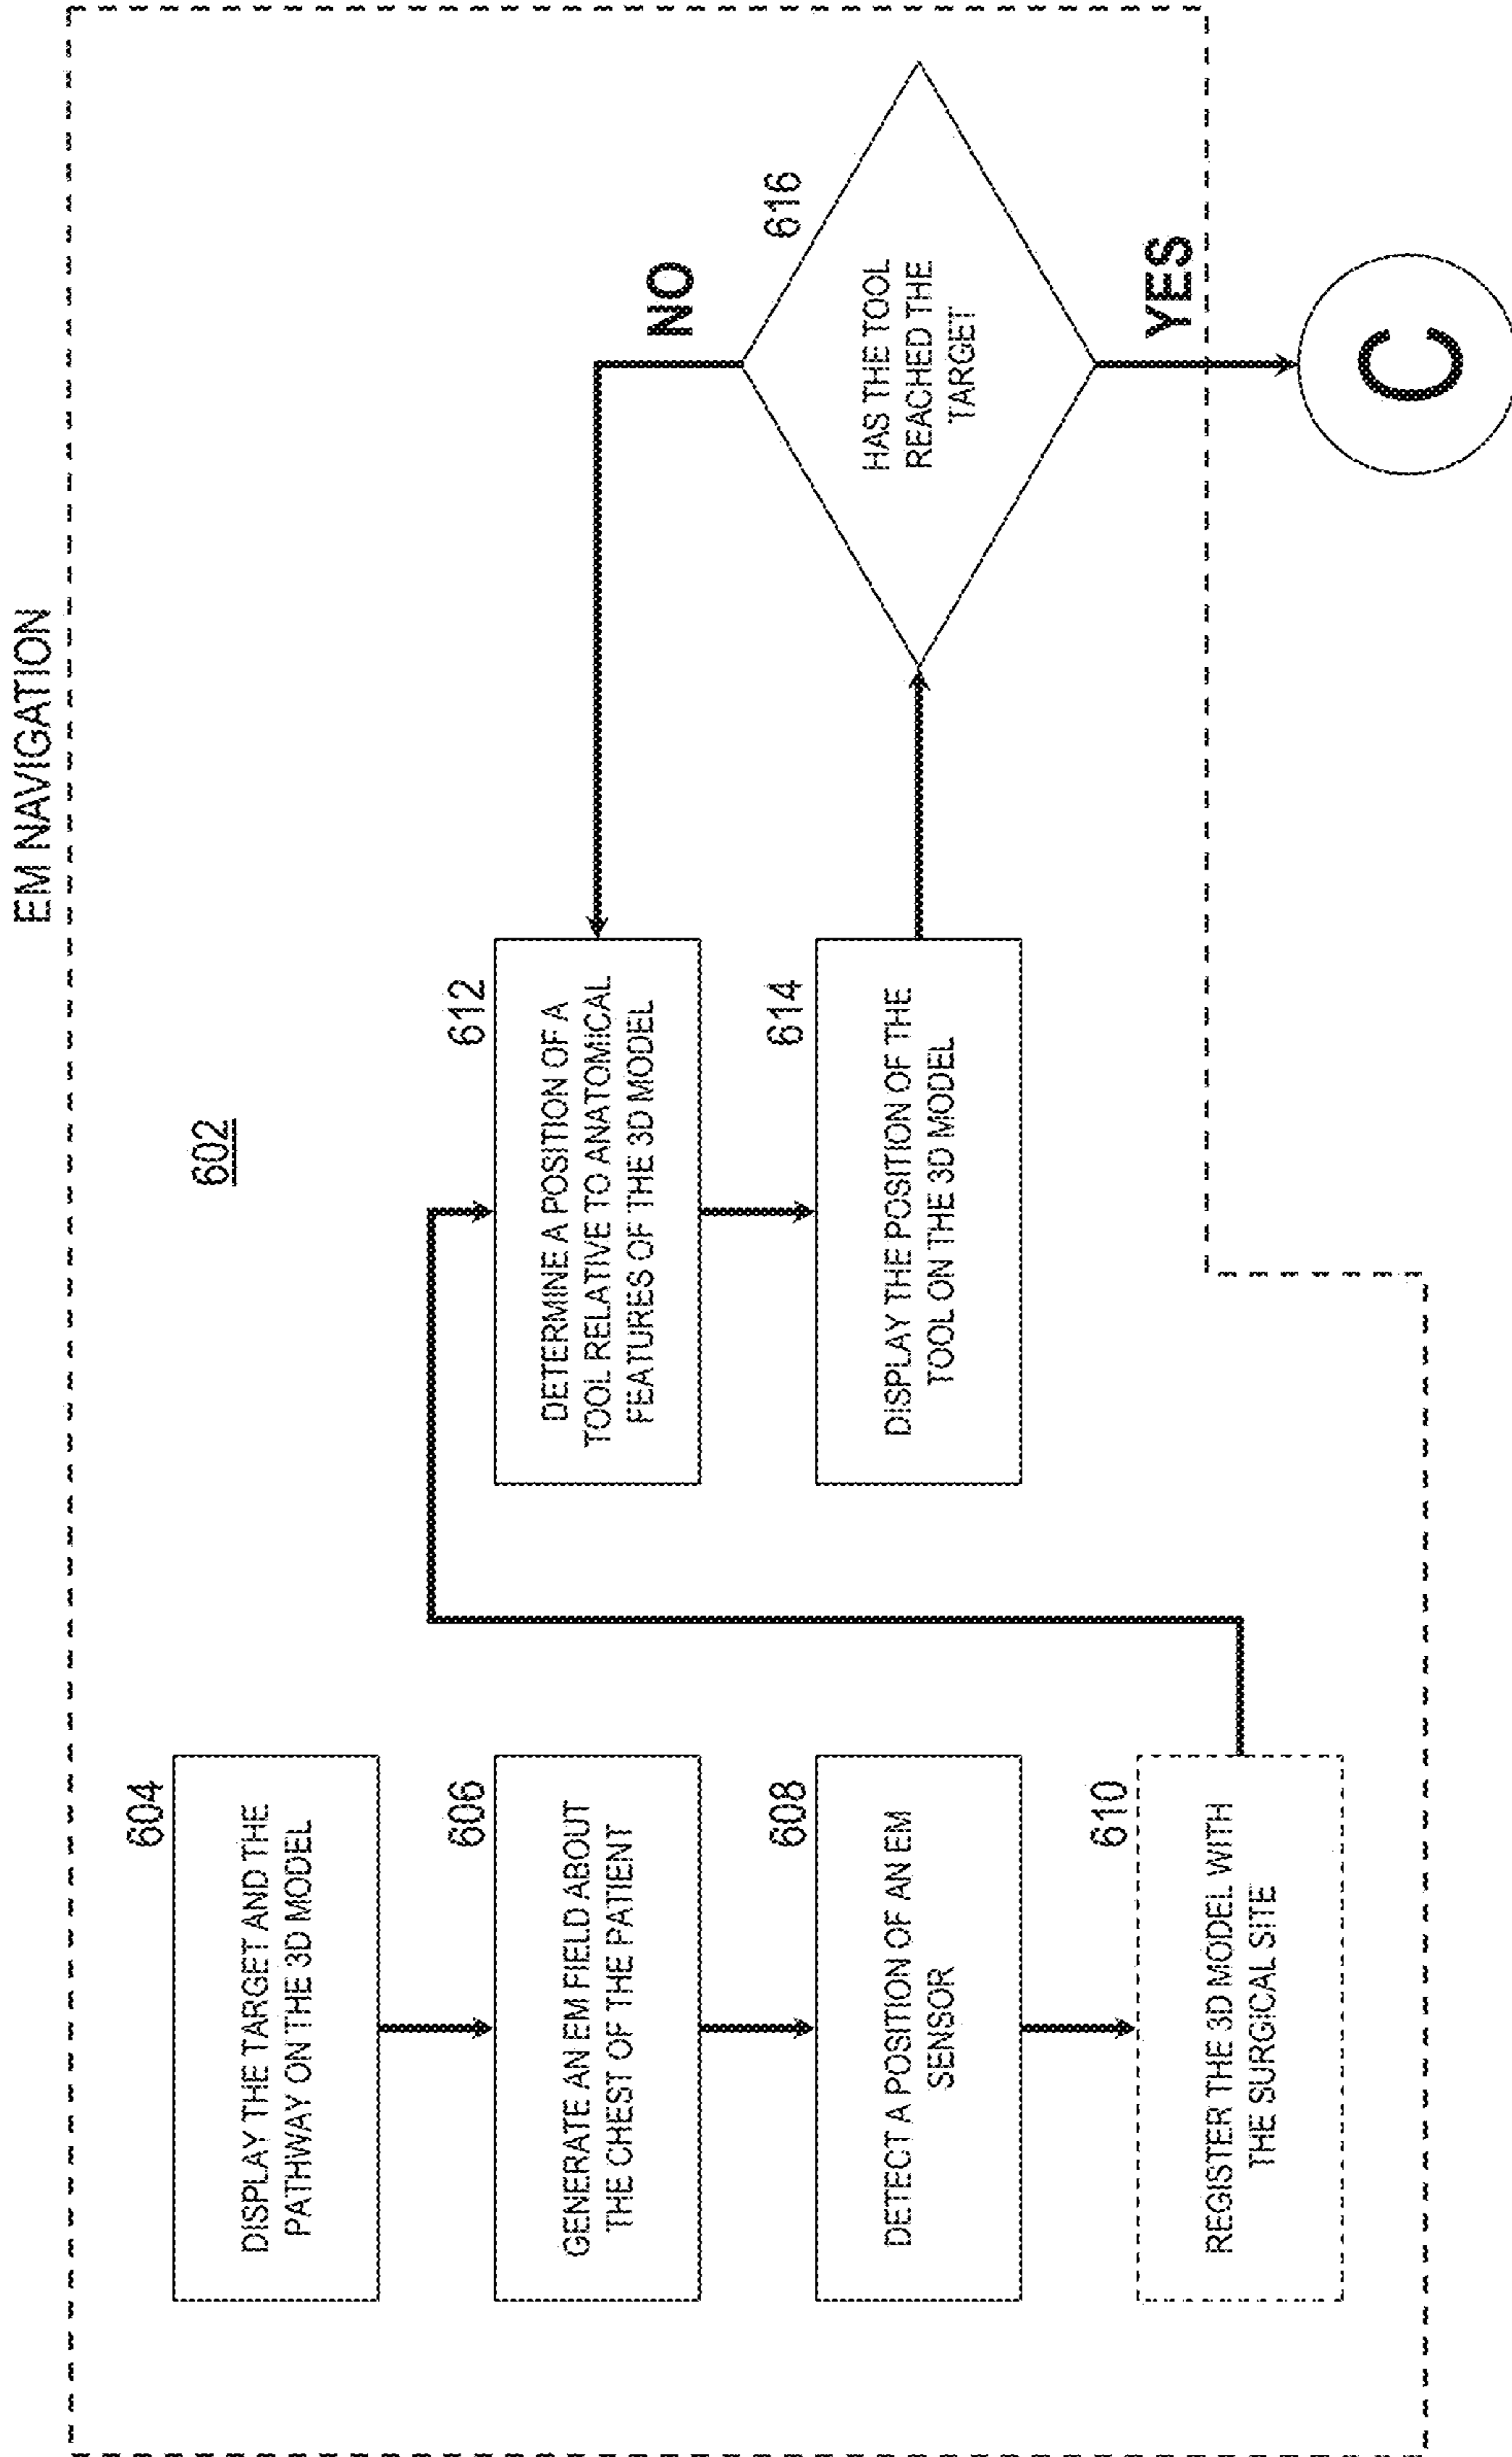 EM NAVIGATION
602
604
DISPLAY THE TARGET AND THE
PATHWAY ON THE 3D MODEL
606
GENERATE AN EM FIELD ABOUT
THE CHEST OF THE PATIENT
608
DETECT A POSITION OF AN EM
SENSOR
610
REGISTER THE 3D MODEL WITH
THE SURGICAL SITE
612
DETERMINE A POSITION OF A
TOOL RELATIVE TO ANATOMICAL
FEATURES OF THE 3D MODEL
614
DISPLAY THE POSITION OF THE
TOOL ON THE 3D MODEL
616
HAS THE TOOL
REACHED THE
TARGET
NO
YES
C